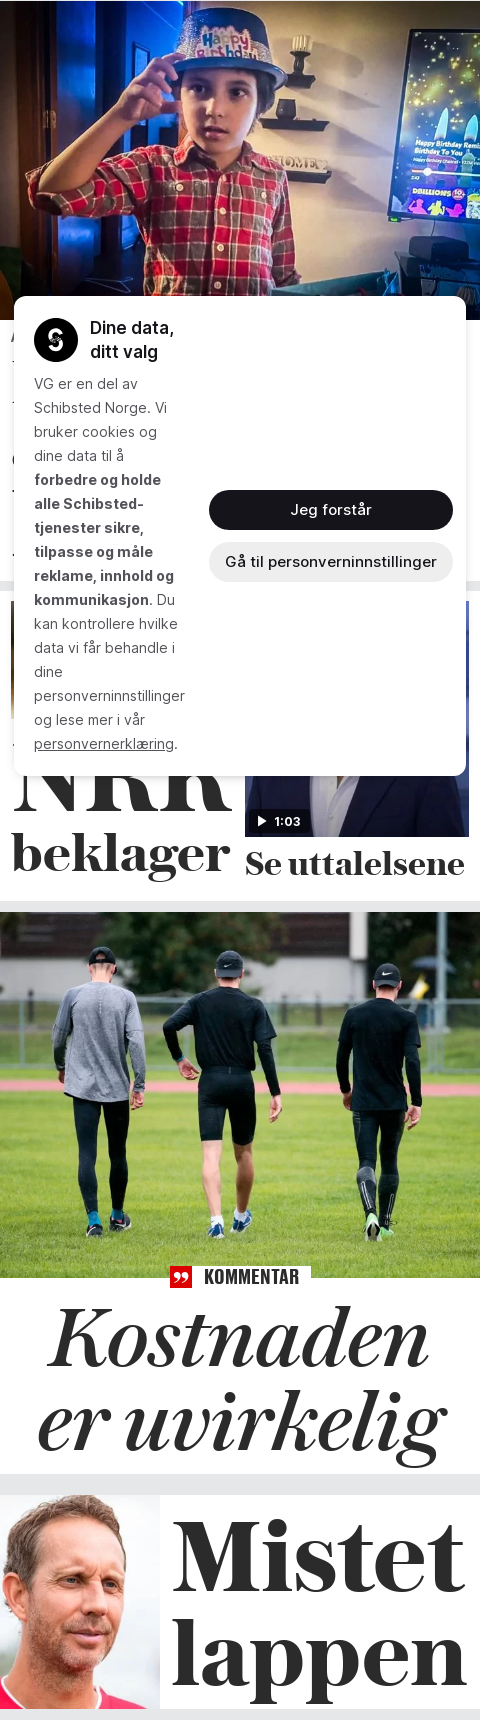 Happy
Birthday
HOME
Happy Birthday Remix
Birthday To You
2:43
DBILLIONS
Dine data,
ditt valg
VG er en del av
Schibsted Norge. Vi
bruker cookies og
dine data til å
forbedre og holde
alle Schibsted-
tjenester sikre,
tilpasse og måle
reklame, innhold og
kommunikasjon. Du
kan kontrollere hvilke
data vi får behandle i
dine
personverninnstillinger
og lese mer i vår
personvernerklæring.
Jeg forstår
Gå til personverninnstillinger
NRK
beklager
1:03
Se uttalelsene
KOMMENTAR
Kostnaden
er uvirkelig
Mistet
lappen